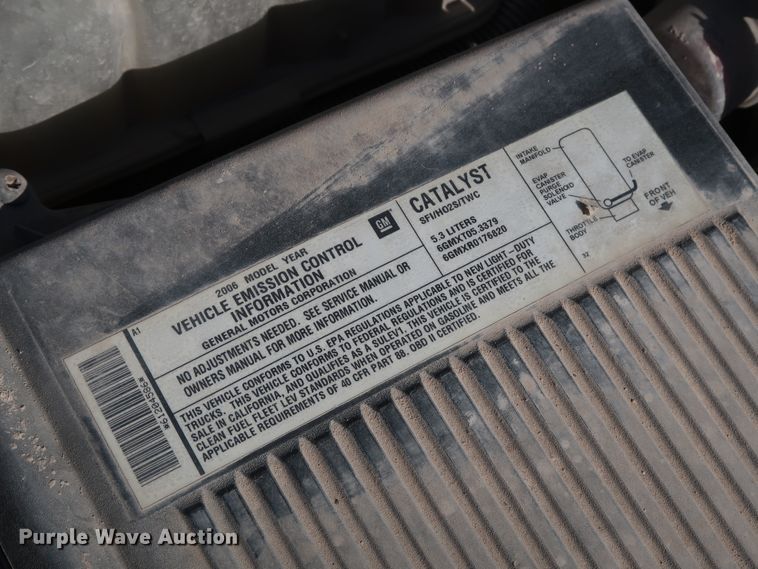 A1
#612604596#
2006 MODEL YEAR
VEHICLE EMISSION CONTROL
INFORMATION
GENERAL MOTORS CORPORATION
GM
NO ADJUSTMENTS NEEDED. SEE SERVICE MANUAL OR
OWNERS MANUAL FOR MORE INFORMATION.
CATALYST
SFI/HO2S/TWC
5.3 LITERS
6GMXT05.3379
6GMXR0176820
THIS VEHICLE CONFORMS TO U.S. EPA REGULATIONS APPLICABLE TO NEW LIGHT-DUTY
TRUCKS. THIS VEHICLE CONFORMS TO FEDERAL REGULATIONS AND IS CERTIFIED FOR
SALE IN CALIFORNIA, AND QUALIFIES AS A SULEV. THIS VEHICLE IS CERTIFIED TO THE
CLEAN FUEL FLEET LEV STANDARDS WHEN OPERATED ON GASOLINE AND MEETS ALL THE
APPLICABLE REQUIREMENTS OF 40 CFR PART 88. OBD II CERTIFIED.
INTAKE
MANIFOLD
EVAP
CANISTER
PURGE
SOLENOID
VALVE
THROTTLE
BODY
TO EVAP
CANISTER
FRONT
OF VEH
32
Purple Wave Auction